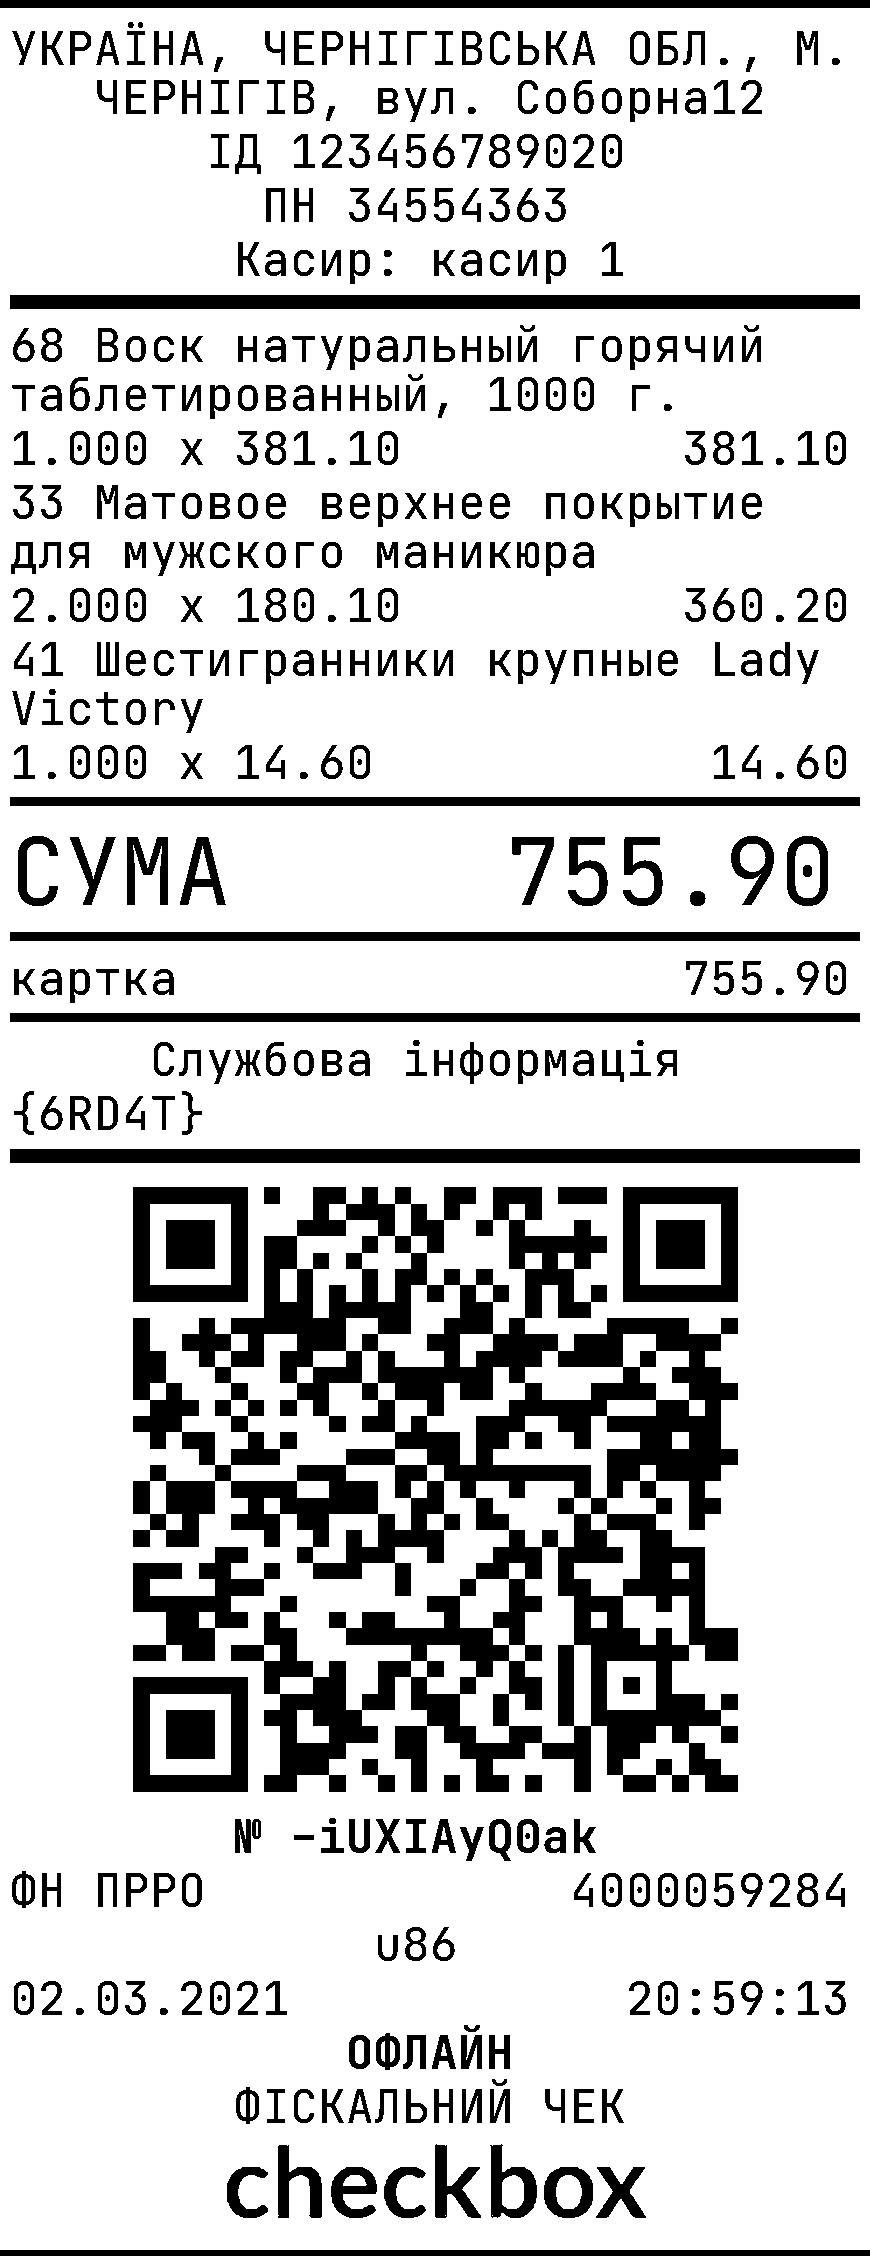 УКРАЇНА, ЧЕРНІГІВСЬКА ОБЛ., М.
ЧЕРНІГІВ, вул. Соборна12
ІД 123456789020
ПН 34554363
Касир: касир 1
68 Воск натуральный горячий
таблетированный, 1000 г.
1.000 x 381.10 381.10
33 Матовое верхнее покрытие
для мужского маникюра
2.000 x 180.10 360.20
41 Шестигранники крупные Lady
Victory
1.000 x 14.60 14.60
СУМА 755.90
картка 755.90
Службова інформація
{6RD4T}
№ -iUXIAyQ0ak
ФН ПРРО 4000059284
u86
02.03.2021 20:59:13
ОФЛАЙН
ФІСКАЛЬНИЙ ЧЕК
checkbox